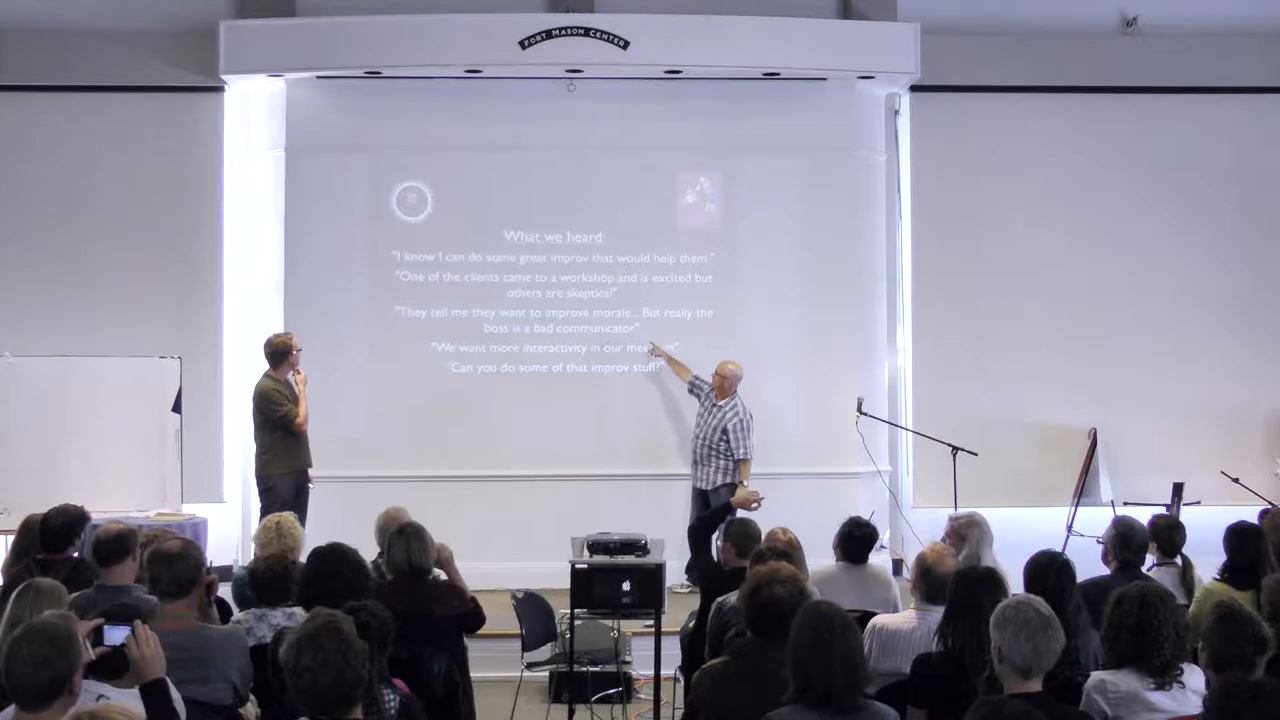 FORT MASON CENTER
What we heard:
"I know I can do some great improv that would help them."
"One of the clients came to a workshop and is excited but
others are skeptical"
"They tell me they want to improve morale... But really the
boss is a bad communicator"
"We want more interactivity in our
"Can you do some of that improv stuff?"